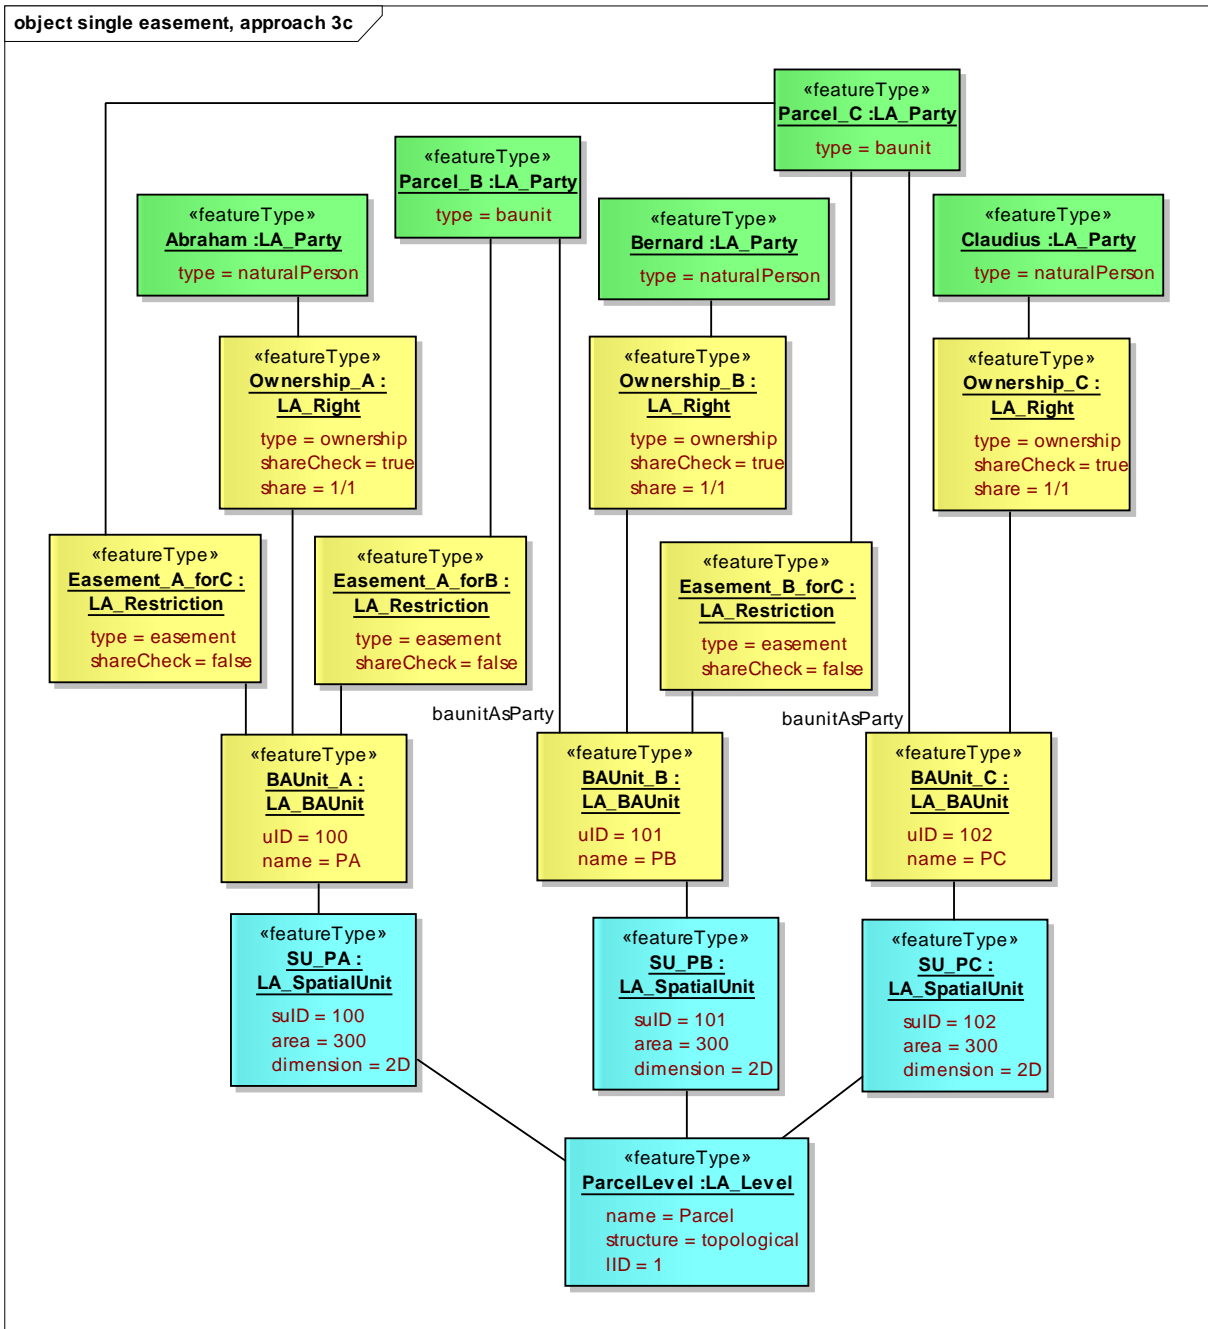 object single easement, approach 3c
«featureType»
Parcel_C :LA_Party
type = baunit
«featureType»
Parcel_B :LA_Party
type = baunit
«featureType»
Abraham :LA_Party
type = naturalPerson
«featureType»
Bernard :LA_Party
type = naturalPerson
«featureType»
Claudius :LA_Party
type = naturalPerson
«featureType»
Ownership_A :
LA_Right
type = ownership
shareCheck = true
share = 1/1
«featureType»
Ownership_B :
LA_Right
type = ownership
shareCheck = true
share = 1/1
«featureType»
Ownership_C :
LA_Right
type = ownership
shareCheck = true
share = 1/1
«featureType»
Easement_A_forC :
LA_Restriction
type = easement
shareCheck = false
«featureType»
Easement_A_forB :
LA_Restriction
type = easement
shareCheck = false
«featureType»
Easement_B_forC :
LA_Restriction
type = easement
shareCheck = false
baunitAsParty
baunitAsParty
«featureType»
BAUnit_A :
LA_BAUnit
uID = 100
name = PA
«featureType»
BAUnit_B :
LA_BAUnit
uID = 101
name = PB
«featureType»
BAUnit_C :
LA_BAUnit
uID = 102
name = PC
«featureType»
SU_PA :
LA_SpatialUnit
suID = 100
area = 300
dimension = 2D
«featureType»
SU_PB :
LA_SpatialUnit
suID = 101
area = 300
dimension = 2D
«featureType»
SU_PC :
LA_SpatialUnit
suID = 102
area = 300
dimension = 2D
«featureType»
ParcelLevel :LA_Level
name = Parcel
structure = topological
lID = 1